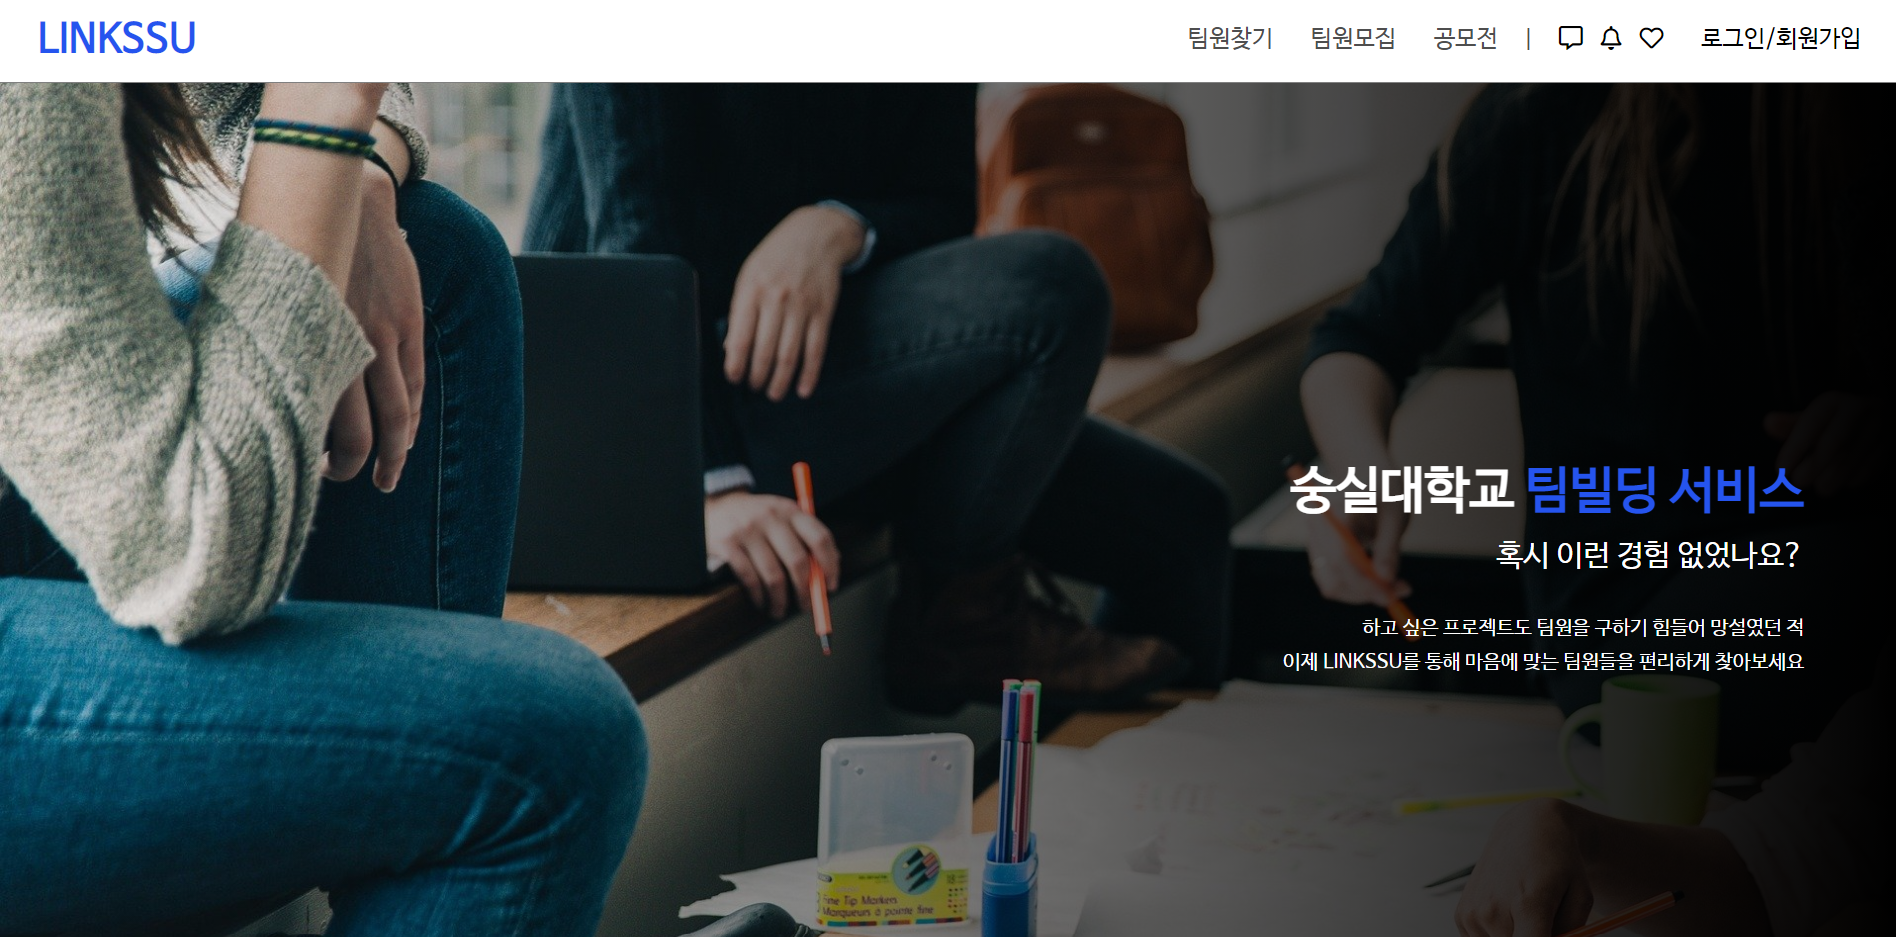 LINKSSU
팀원찾기 팀원모집 공모전 | 로그인/회원가입
숭실대학교 팀빌딩 서비스
혹시 이런 경험 없었나요?
하고 싶은 프로젝트도 팀원을 구하기 힘들어 망설였던 적
이제 LINKSSU를 통해 마음에 맞는 팀원들을 편리하게 찾아보세요
Fine Tip Markers
Marqueurs à pointe fine